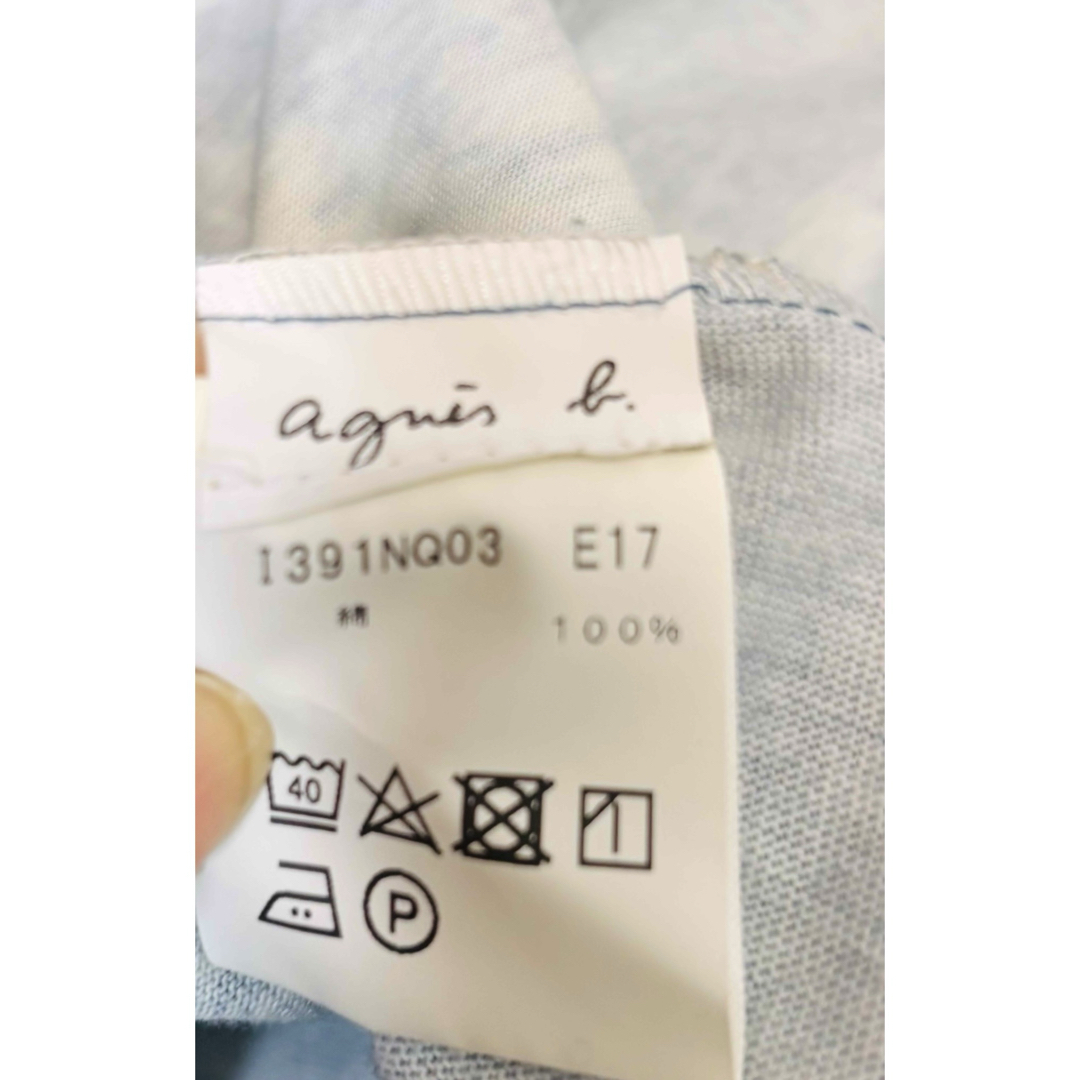 agnès b.
I391NQ03 E17
綿 100%
40
P